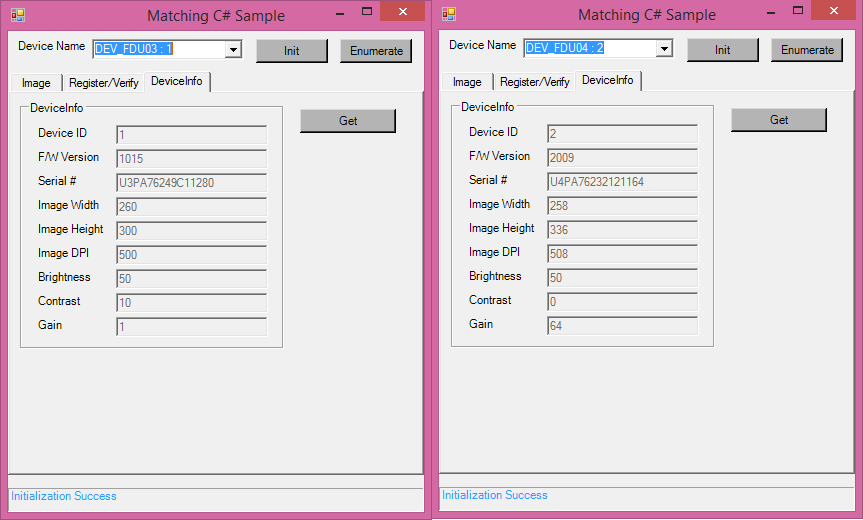 Matching C# Sample
Device Name DEV_FDU03 : 1 Init Enumerate
Image Register/Verify DeviceInfo
DeviceInfo
Get
Device ID 1
F/W Version 1015
Serial # U3PA76249C11280
Image Width 260
Image Height 300
Image DPI 500
Brightness 50
Contrast 10
Gain 1
Initialization Success
Matching C# Sample
Device Name DEV_FDU04 : 2 Init Enumerate
Image Register/Verify DeviceInfo
DeviceInfo
Get
Device ID 2
F/W Version 2009
Serial # U4PA76232121164
Image Width 258
Image Height 336
Image DPI 508
Brightness 50
Contrast 0
Gain 64
Initialization Success